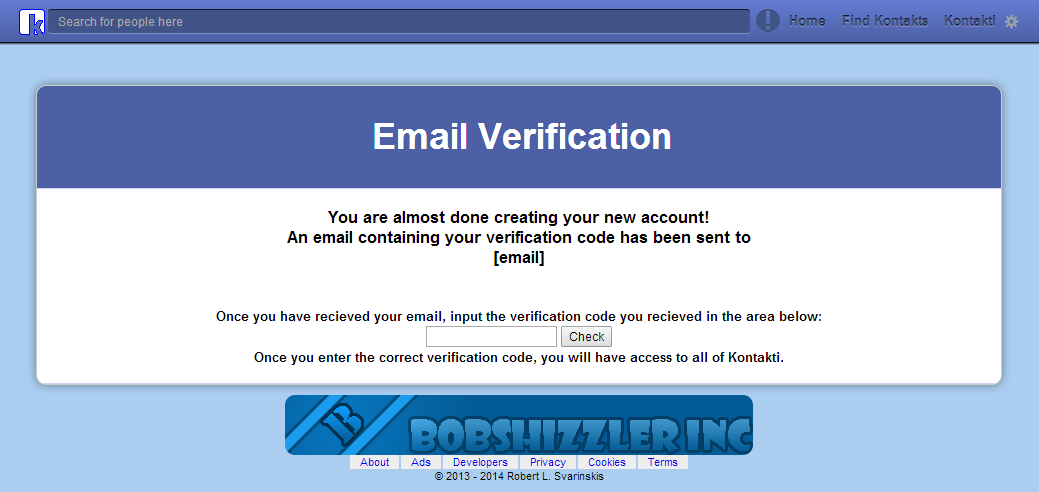 k
Search for people here
Home
Find Kontakts
Kontakti
Email Verification
You are almost done creating your new account!
An email containing your verification code has been sent to
[email]
Once you have recieved your email, input the verification code you recieved in the area below:
Check
Once you enter the correct verification code, you will have access to all of Kontakti.
B BOBSHIZZLER INC
About Ads Developers Privacy Cookies Terms
© 2013 - 2014 Robert L. Svarinskis